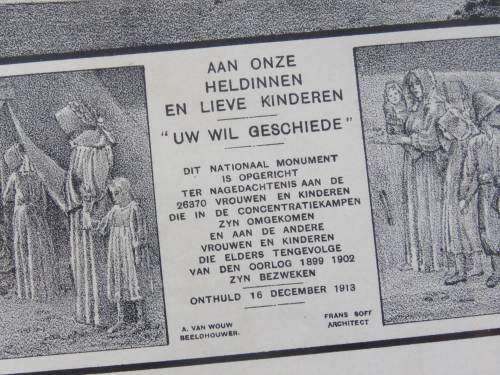 AAN ONZE
HELDINNEN
EN LIEVE KINDEREN
"UW WIL GESCHIEDE"
DIT NATIONAAL MONUMENT
IS OPGERICHT
TER NAGEDACHTENIS AAN DE
26370 VROUWEN EN KINDEREN
DIE IN DE CONCENTRATIEKAMPEN
ZYN OMGEKOMEN
EN AAN DE ANDERE
VROUWEN EN KINDEREN
DIE ELDERS TENGEVOLGE
VAN DEN OORLOG 1899 1902
ZYN BEZWEKEN
ONTHULD 16 DECEMBER 1913
A. VAN WOUW
BEELDHOUWER.
FRANS SOFF
ARCHITECT